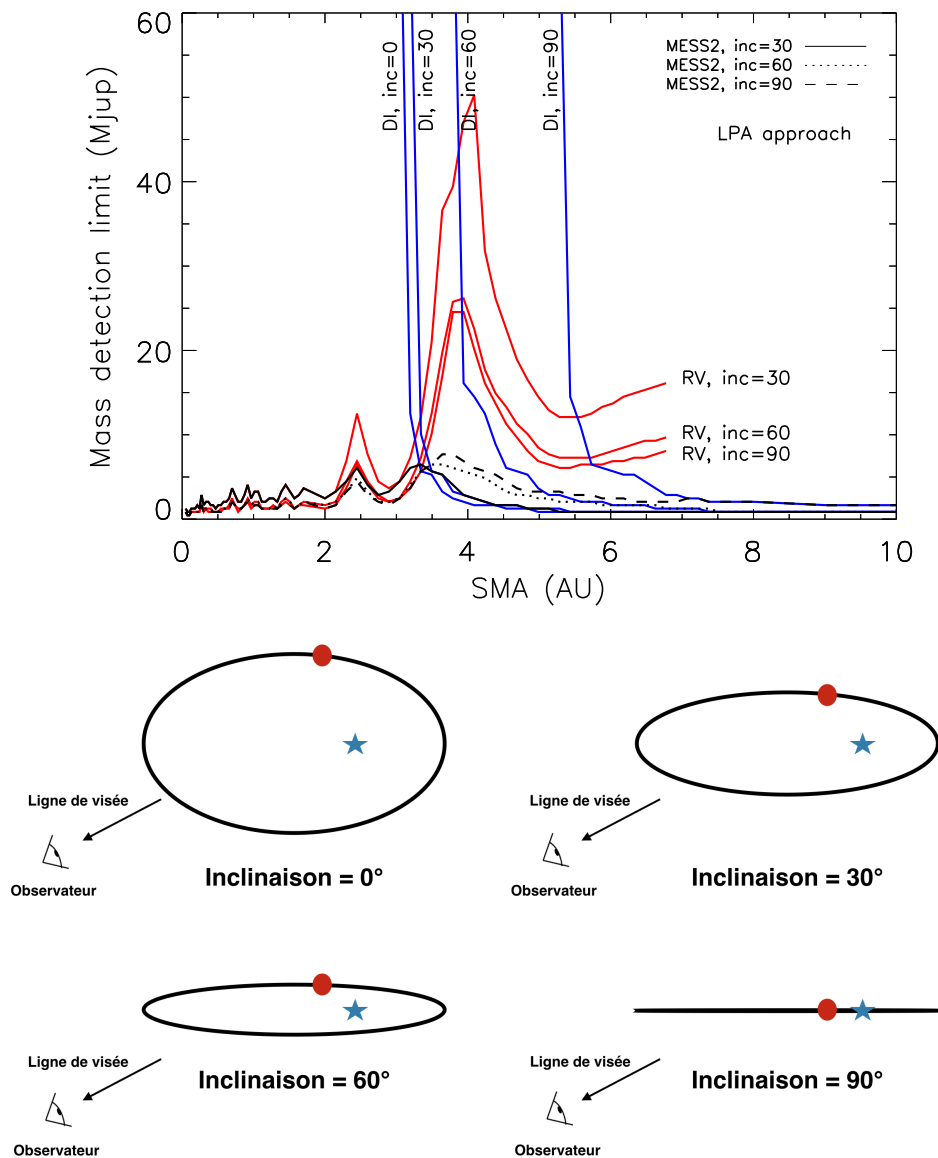 60
40
20
0
Mass detection limit (Mjup)
DI, inc=0
DI, inc=30
DI, inc=60
DI, inc=90
MESS2, inc=30
MESS2, inc=60
MESS2, inc=90
LPA approach
RV, inc=30
RV, inc=60
RV, inc=90
0 2 4 6 8 10
SMA (AU)
Ligne de visée
Observateur
Inclinaison = 0°
Ligne de visée
Observateur
Inclinaison = 30°
Ligne de visée
Observateur
Inclinaison = 60°
Ligne de visée
Observateur
Inclinaison = 90°